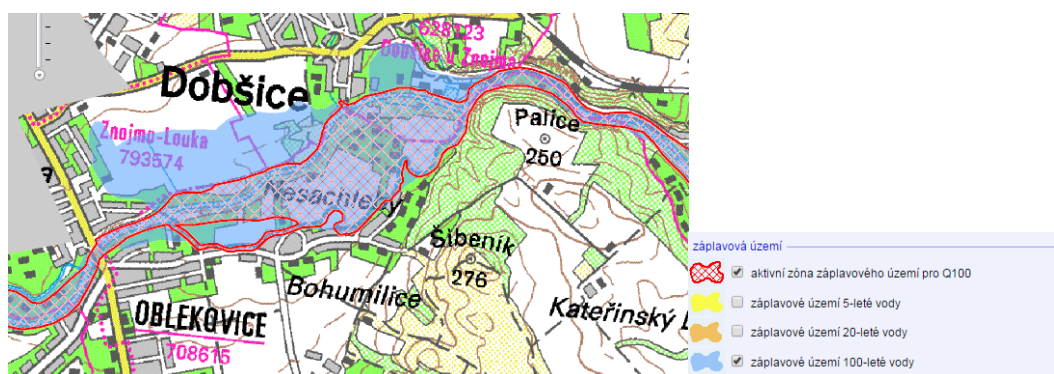 628123
Dobšice u Znojma
Dobšice
Znojmo-Louka
793574
Palice
250
7
Nesachleby
Šibeník
276
Bohumilice
Kateřinský
OBLEKOVICE
708615
záplavová území
aktivní zóna záplavového území pro Q100
záplavové území 5-leté vody
záplavové území 20-leté vody
záplavové území 100-leté vody